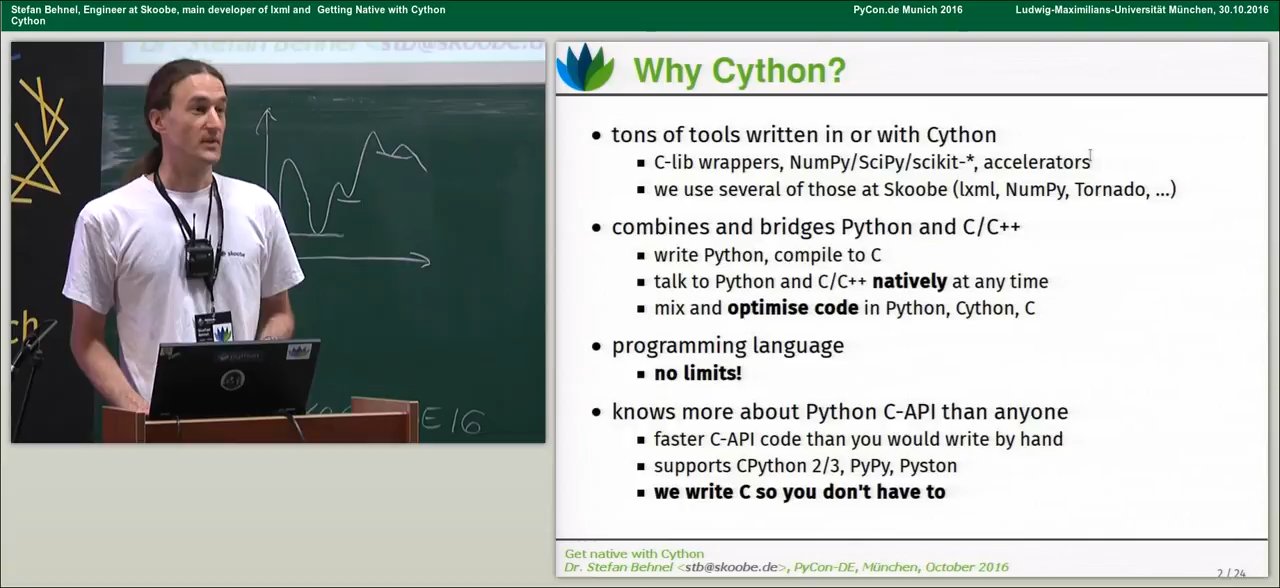 Stefan Behnel, Engineer at Skoobe, main developer of lxml and Cython
Getting Native with Cython
PyCon.de Munich 2016
Ludwig-Maximilians-Universität München, 30.10.2016
skoobe
python
E16
Why Cython?
• tons of tools written in or with Cython
▪ C-lib wrappers, NumPy/SciPy/scikit-*, accelerators
▪ we use several of those at Skoobe (lxml, NumPy, Tornado, ...)
• combines and bridges Python and C/C++
▪ write Python, compile to C
▪ talk to Python and C/C++ natively at any time
▪ mix and optimise code in Python, Cython, C
• programming language
▪ no limits!
• knows more about Python C-API than anyone
▪ faster C-API code than you would write by hand
▪ supports CPython 2/3, PyPy, Pyston
▪ we write C so you don't have to
Get native with Cython
Dr. Stefan Behnel <stb@skoobe.de>, PyCon-DE, München, October 2016
2 / 24